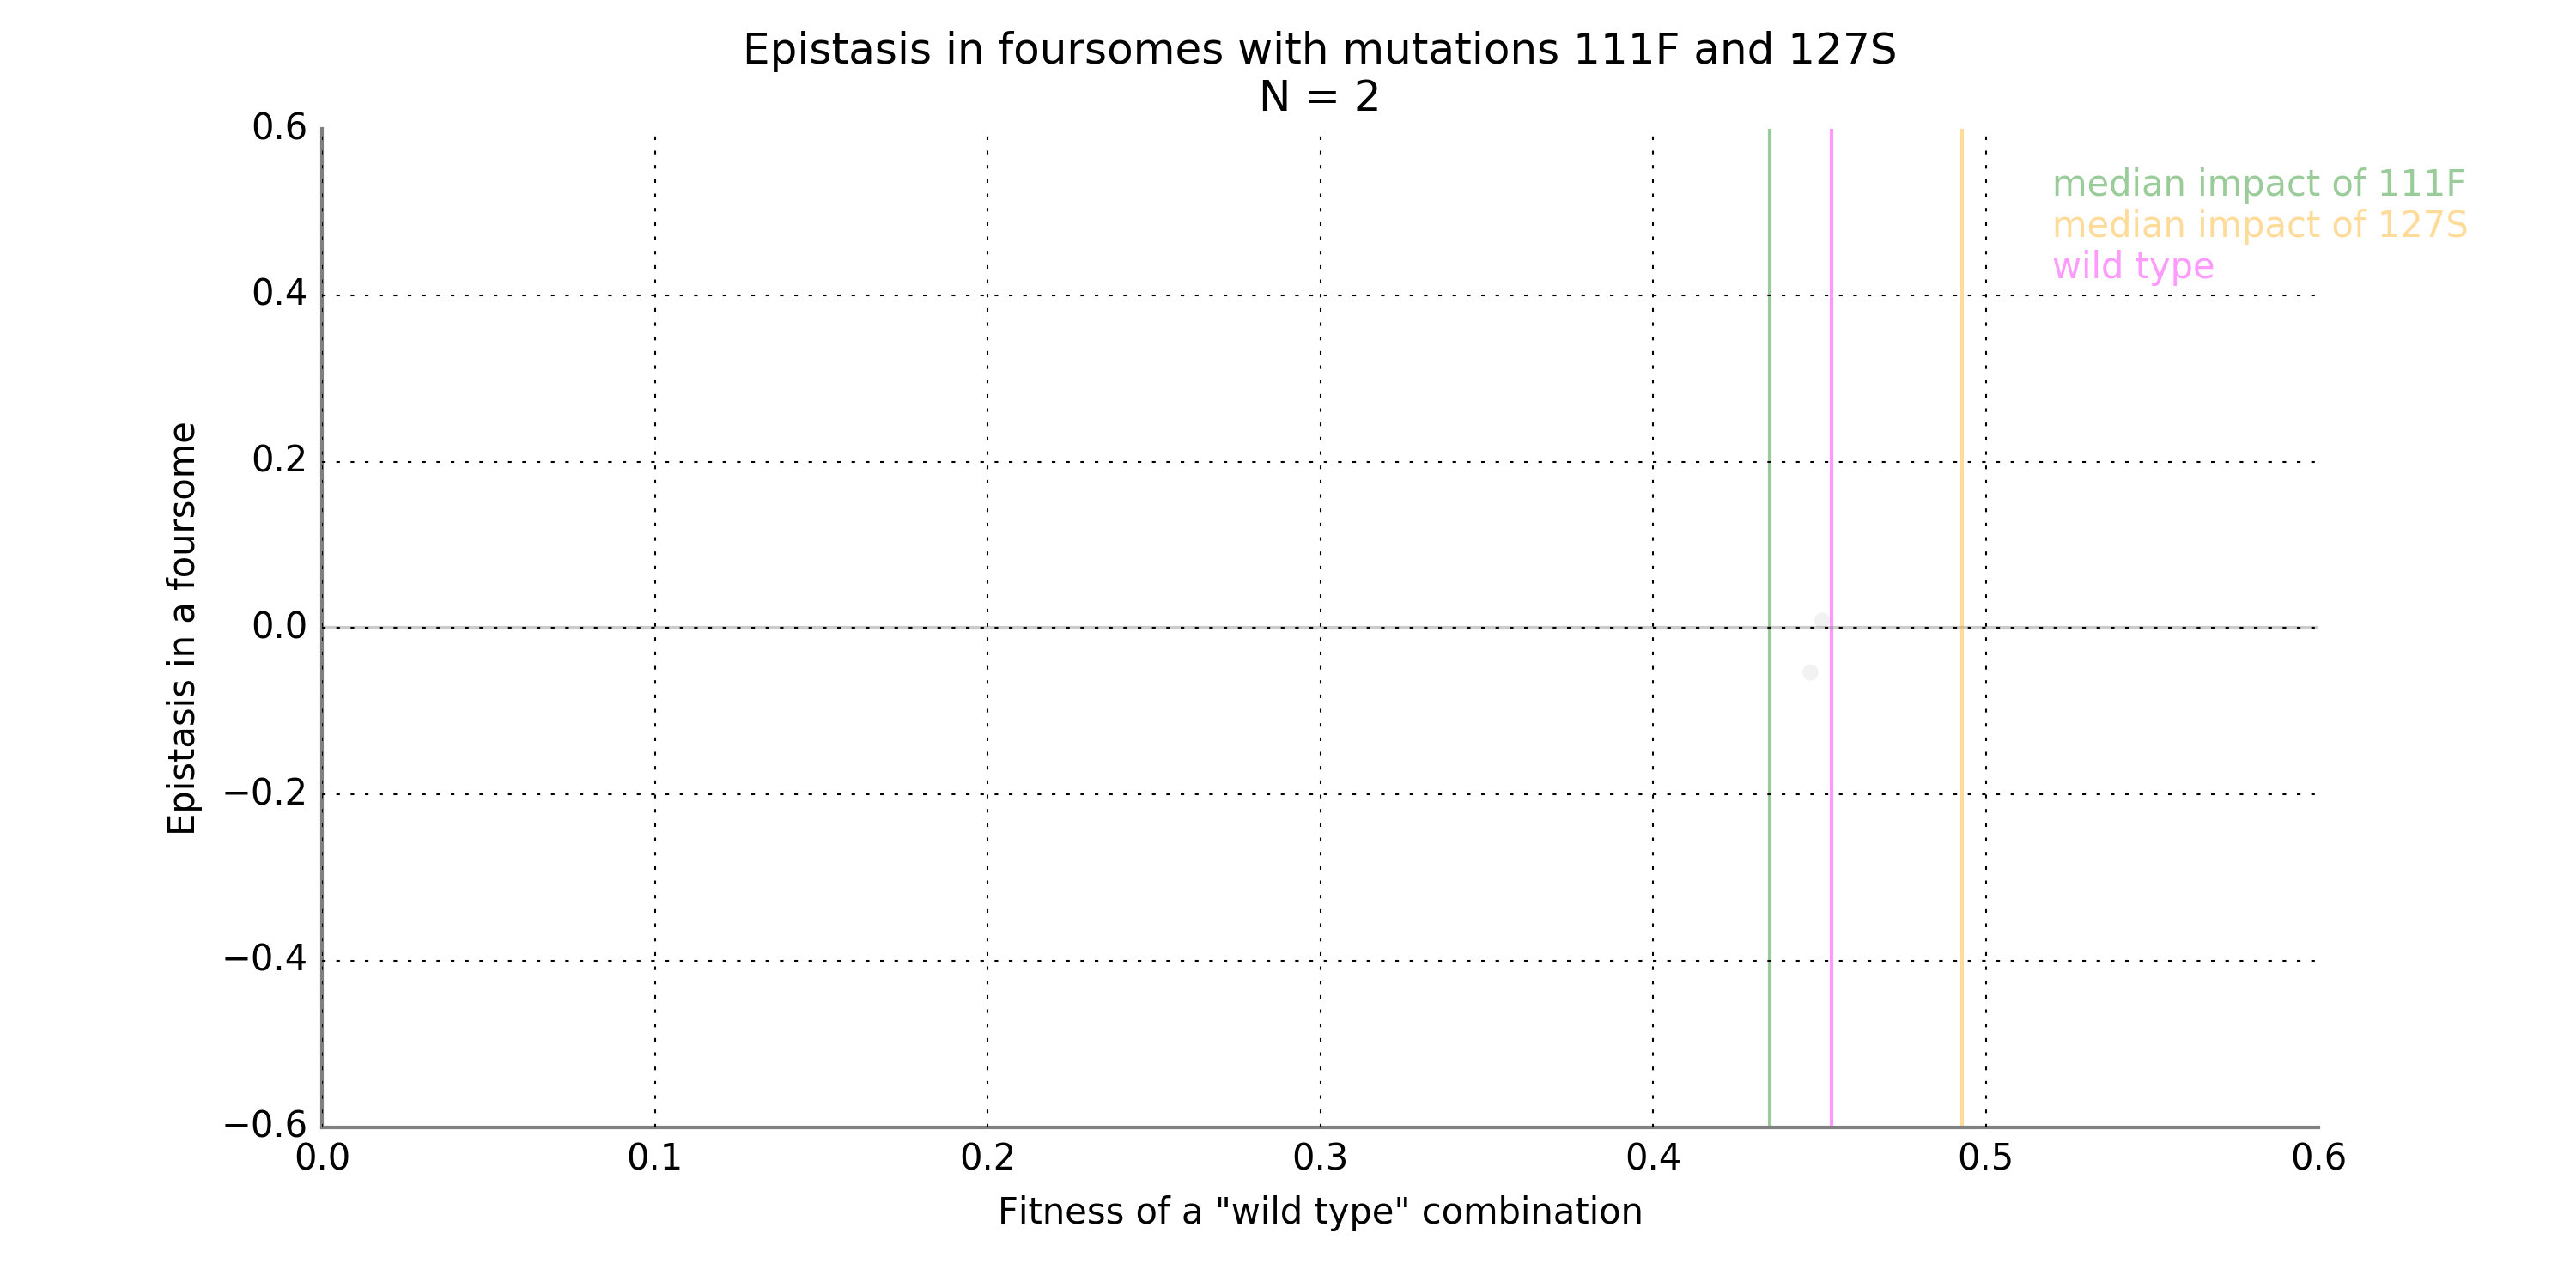 Epistasis in foursomes with mutations 111F and 127S
N = 2
median impact of 111F
median impact of 127S
wild type
Epistasis in a foursome
0.6
0.4
0.2
0.0
−0.2
−0.4
−0.6
0.0 0.1 0.2 0.3 0.4 0.5 0.6
Fitness of a "wild type" combination